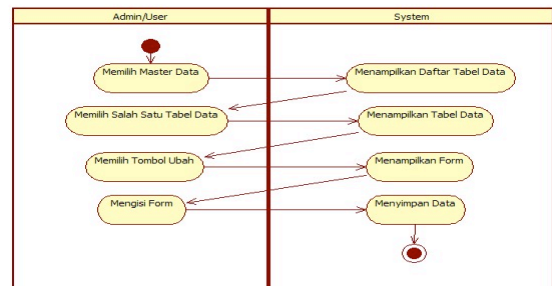 Admin/User
System
Memilih Master Data
Menampilkan Daftar Tabel Data
Memilih Salah Satu Tabel Data
Menampilkan Tabel Data
Memilih Tombol Ubah
Menampilkan Form
Mengisi Form
Menyimpan Data